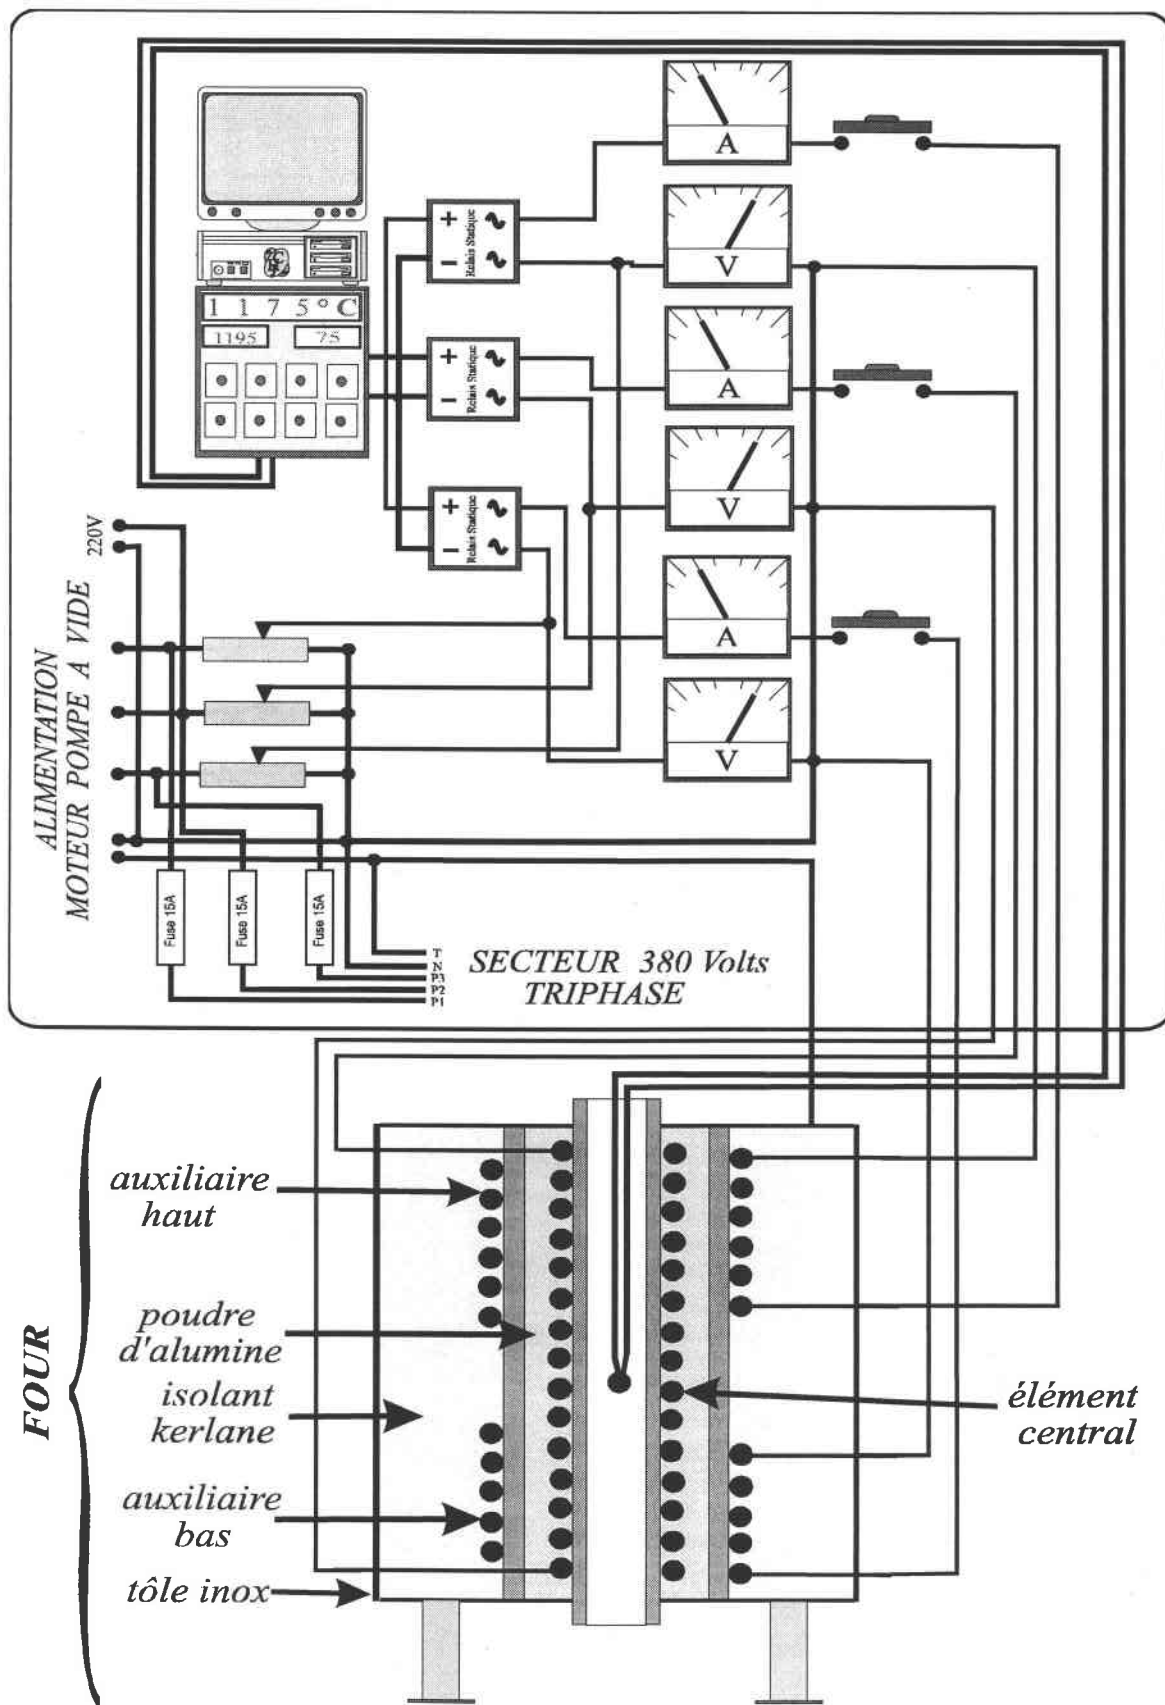 A
V
1 1 7 5 ° C
1195
75
+
−
Relais Statique
A
+
−
Relais Statique
V
+
−
Relais Statique
A
V
220V
ALIMENTATION
MOTEUR POMPE A VIDE
Fuse 15A
Fuse 15A
Fuse 15A
T
N
P3
P2
P1
SECTEUR 380 Volts
TRIPHASE
FOUR
auxiliaire
haut
poudre
d'alumine
isolant
kerlane
auxiliaire
bas
tôle inox
élément
central